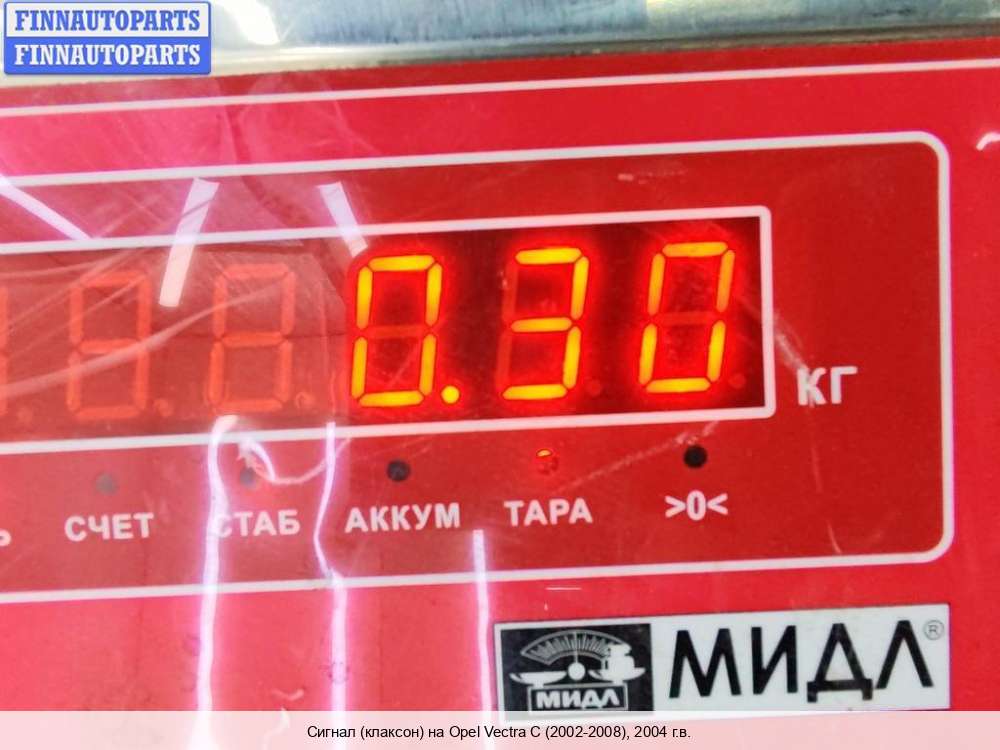 FINNAUTOPARTS
FINNAUTOPARTS
0.30
КГ
СЧЕТ СТАБ АККУМ ТАРА >0<
МИДЛ МИДЛ®
Сигнал (клаксон) на Opel Vectra C (2002-2008), 2004 г.в.